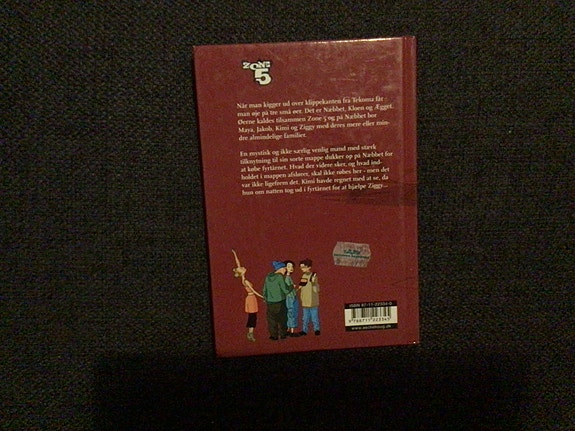 ZONE
5
Når man kigger ud over klippekanten fra Tekoma får
man øje på tre små øer. Det er Næbbet, Kloen og Ægget.
Øerne kaldes tilsammen Zone 5 og på Næbbet bor
Maya, Jakob, Kimi og Ziggy med deres mere eller min-
dre almindelige familier.
En mystisk og ikke særlig venlig mand med stærk
tilknytning til sin sorte mappe dukker op på Næbbet for
at købe fyrtårnet. Hvad der videre sker, og hvad ind-
holdet i mappen afslører, skal ikke røbes her - men det
var ikke ligefrem det, Kimi havde regnet med at se, da
hun om natten tog ud i fyrtårnet for at hjælpe Ziggy...
ISBN 87-11-22334-0
9 788711 223345